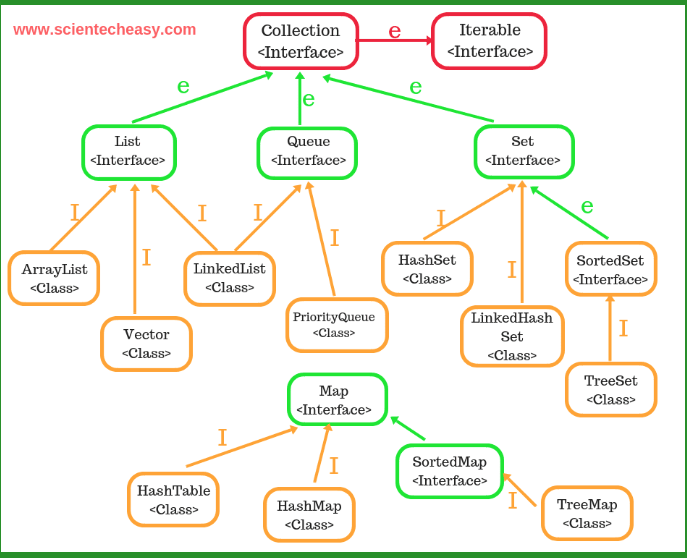 www.scientecheasy.com
Collection
<Interface>
e
Iterable
<Interface>
e
e
e
List
<Interface>
Queue
<Interface>
Set
<Interface>
I
I
I
I
I
I
I
e
ArrayList
<Class>
LinkedList
<Class>
HashSet
<Class>
SortedSet
<Interface>
Vector
<Class>
PriorityQueue
<Class>
LinkedHash
Set
<Class>
I
TreeSet
<Class>
Map
<Interface>
I
I
SortedMap
<Interface>
I
HashTable
<Class>
HashMap
<Class>
TreeMap
<Class>